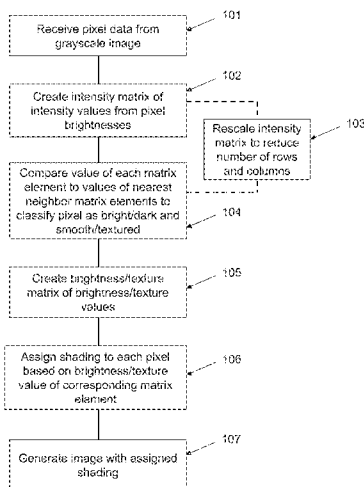 101
Receive pixel data from
grayscale image
102
Create intensity matrix of
intensity values from pixel
brightnesses
103
Rescale intensity
matrix to reduce
number of rows
and columns
Compare value of each matrix
element to values of nearest
neighbor matrix elements to
classify pixel as bright/dark and
smooth/textured
104
105
Create brightness/texture
matrix of brightness/texture
values
106
Assign shading to each pixel
based on brightness/texture
value of corresponding matrix
element
107
Generate image with assigned
shading